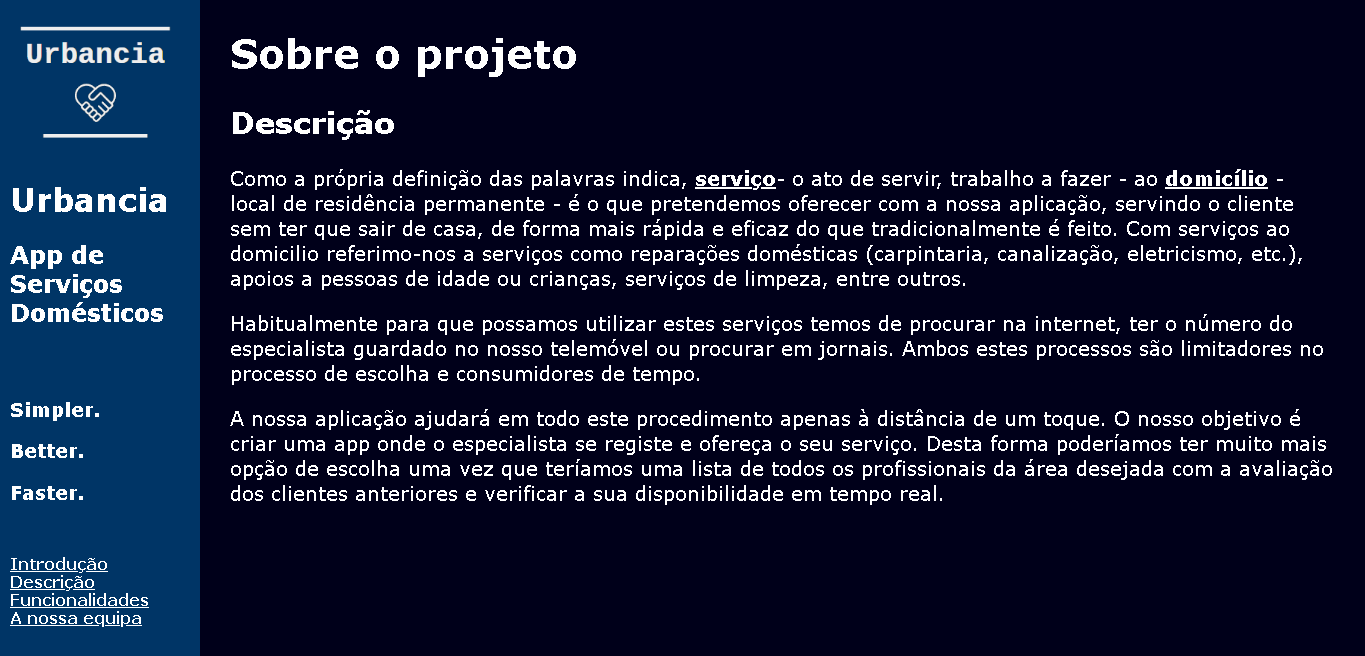 Urbancia
Urbancia
App de
Serviços
Domésticos
Simpler.
Better.
Faster.
Introdução
Descrição
Funcionalidades
A nossa equipa
Sobre o projeto
Descrição
Como a própria definição das palavras indica, serviço- o ato de servir, trabalho a fazer - ao domicílio -
local de residência permanente - é o que pretendemos oferecer com a nossa aplicação, servindo o cliente
sem ter que sair de casa, de forma mais rápida e eficaz do que tradicionalmente é feito. Com serviços ao
domicilio referimo-nos a serviços como reparações domésticas (carpintaria, canalização, eletricismo, etc.),
apoios a pessoas de idade ou crianças, serviços de limpeza, entre outros.
Habitualmente para que possamos utilizar estes serviços temos de procurar na internet, ter o número do
especialista guardado no nosso telemóvel ou procurar em jornais. Ambos estes processos são limitadores no
processo de escolha e consumidores de tempo.
A nossa aplicação ajudará em todo este procedimento apenas à distância de um toque. O nosso objetivo é
criar uma app onde o especialista se registe e ofereça o seu serviço. Desta forma poderíamos ter muito mais
opção de escolha uma vez que teríamos uma lista de todos os profissionais da área desejada com a avaliação
dos clientes anteriores e verificar a sua disponibilidade em tempo real.